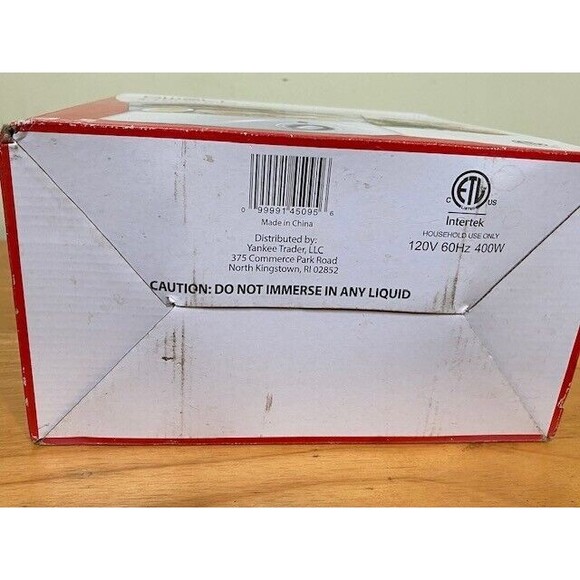 0 99991 45095 6
Made in China
Distributed by:
Yankee Trader, LLC
375 Commerce Park Road
North Kingstown, RI 02852
CAUTION: DO NOT IMMERSE IN ANY LIQUID
C ETL US
LISTED
Intertek
HOUSEHOLD USE ONLY
120V 60Hz 400W